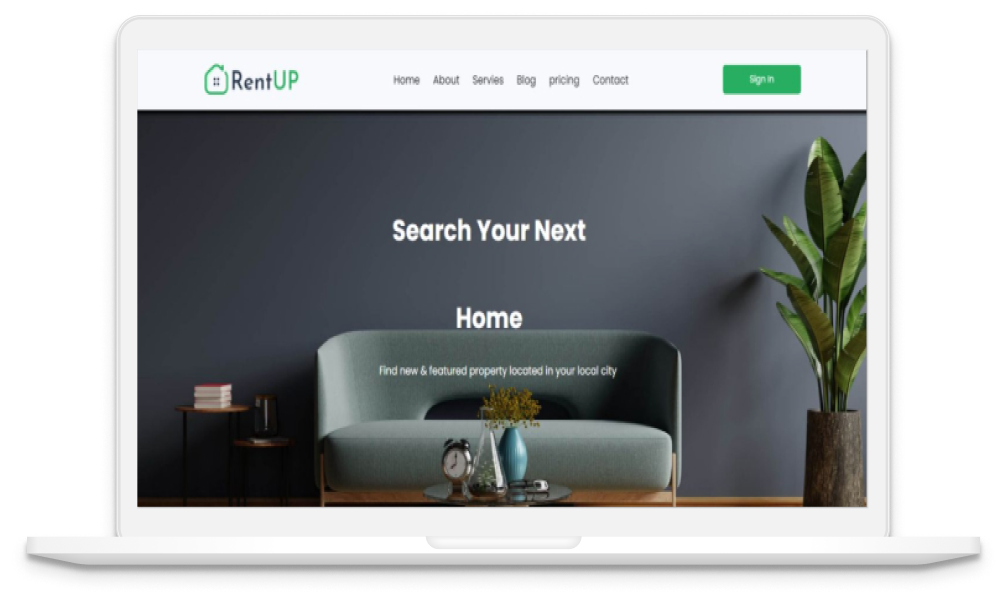 RentUP
Home About Servies Blog pricing Contact
Sign In
Search Your Next
Home
Find new & featured property located in your local city